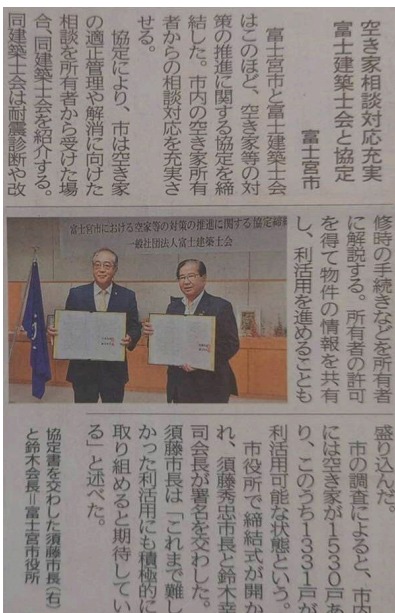 空き家相談対応充実
富士建築士会と協定
富士宮市
富士宮市と富士建築士会
はこのほど、空き家等の対
策の推進に関する協定を締
結した。市内の空き家所有
者からの相談対応を充実さ
せる。
協定により、市は空き家
の適正管理や解消に向けた
相談を所有者から受けた場
合、同建築士会を紹介する。
同建築士会は耐震診断や改
修時の手続きなどを所有者
に解説する。所有者の許可
を得て物件の情報を共有
し、利活用を進めることも
盛り込んだ。
市の調査によると、市内
には空き家が1530戸あ
り、このうち1331戸が
利活用可能な状態という。
市役所で締結式が開か
れ、須藤秀忠市長と鈴木幸
司会長が署名を交わした。
須藤市長は「これまで難し
かった利活用にも積極的に
取り組めると期待してい
る」と述べた。
富士宮市における空家等の対策の推進に関する協定締結
一般社団法人富士建築士会
協定書を交わした須藤市長(右)
と鈴木会長=富士宮市役所